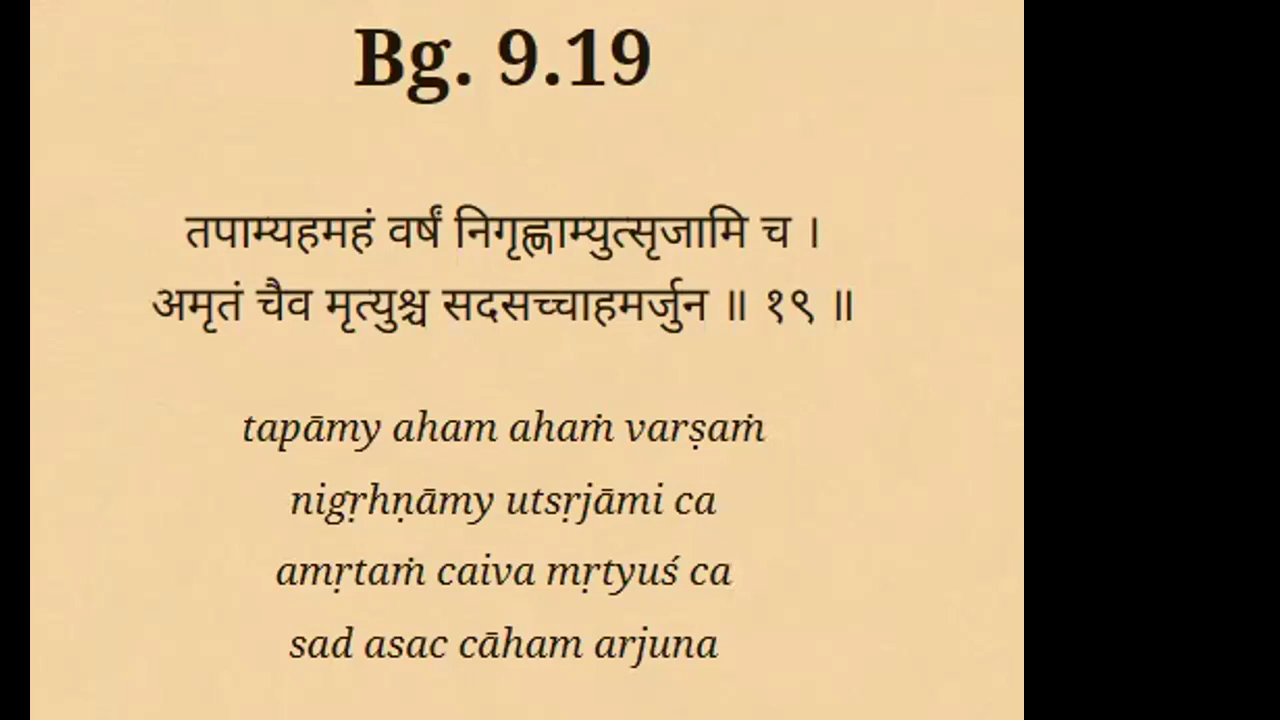 Bg. 9.19
तपाम्यहमहं वर्षं निगृह्णाम्युत्सृजामि च ।
अमृतं चैव मृत्युश्च सदसच्चाहमर्जुन ॥ १९ ॥
tapāmy aham ahaṁ varṣaṁ
nigṛhṇāmy utsṛjāmi ca
amṛtaṁ caiva mṛtyuś ca
sad asac cāham arjuna